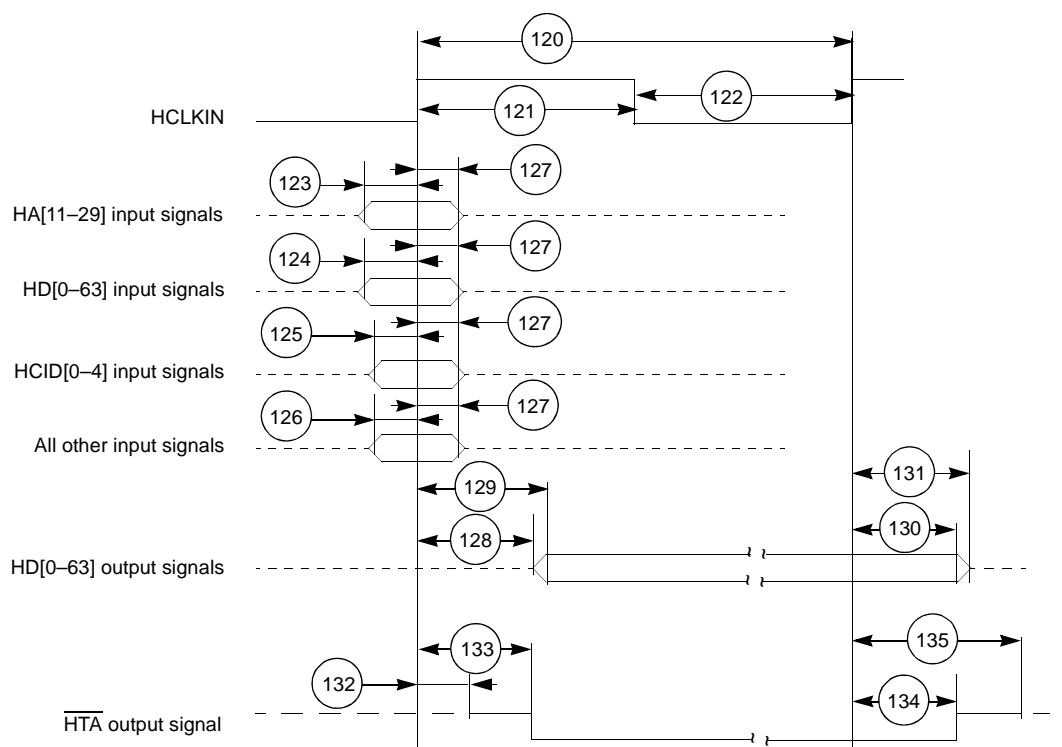 120
121
122
HCLKIN
123
127
HA[11–29] input signals
124
127
HD[0–63] input signals
125
127
HCID[0–4] input signals
126
127
All other input signals
129
131
128
130
HD[0–63] output signals
133
135
132
134
HTA output signal